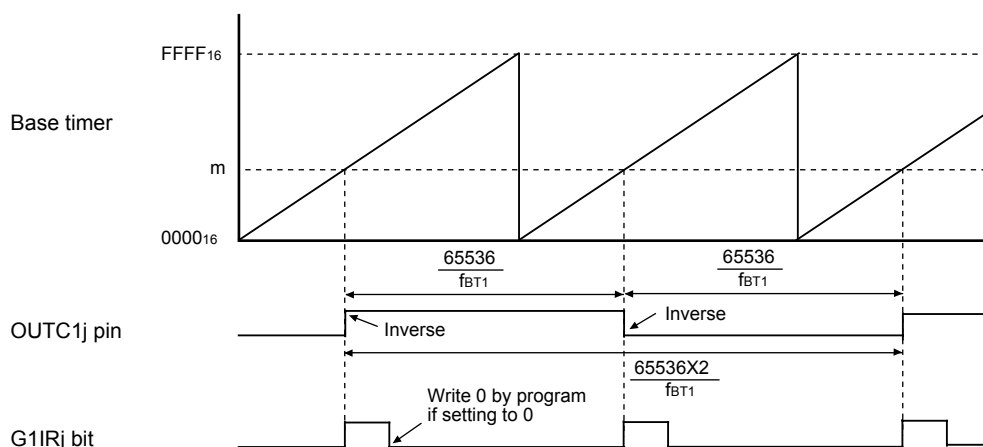 FFFF16
Base timer
m
000016
65536
fBT1
65536
fBT1
OUTC1j pin
Inverse
Inverse
65536X2
fBT1
Write 0 by program
if setting to 0
G1IRj bit